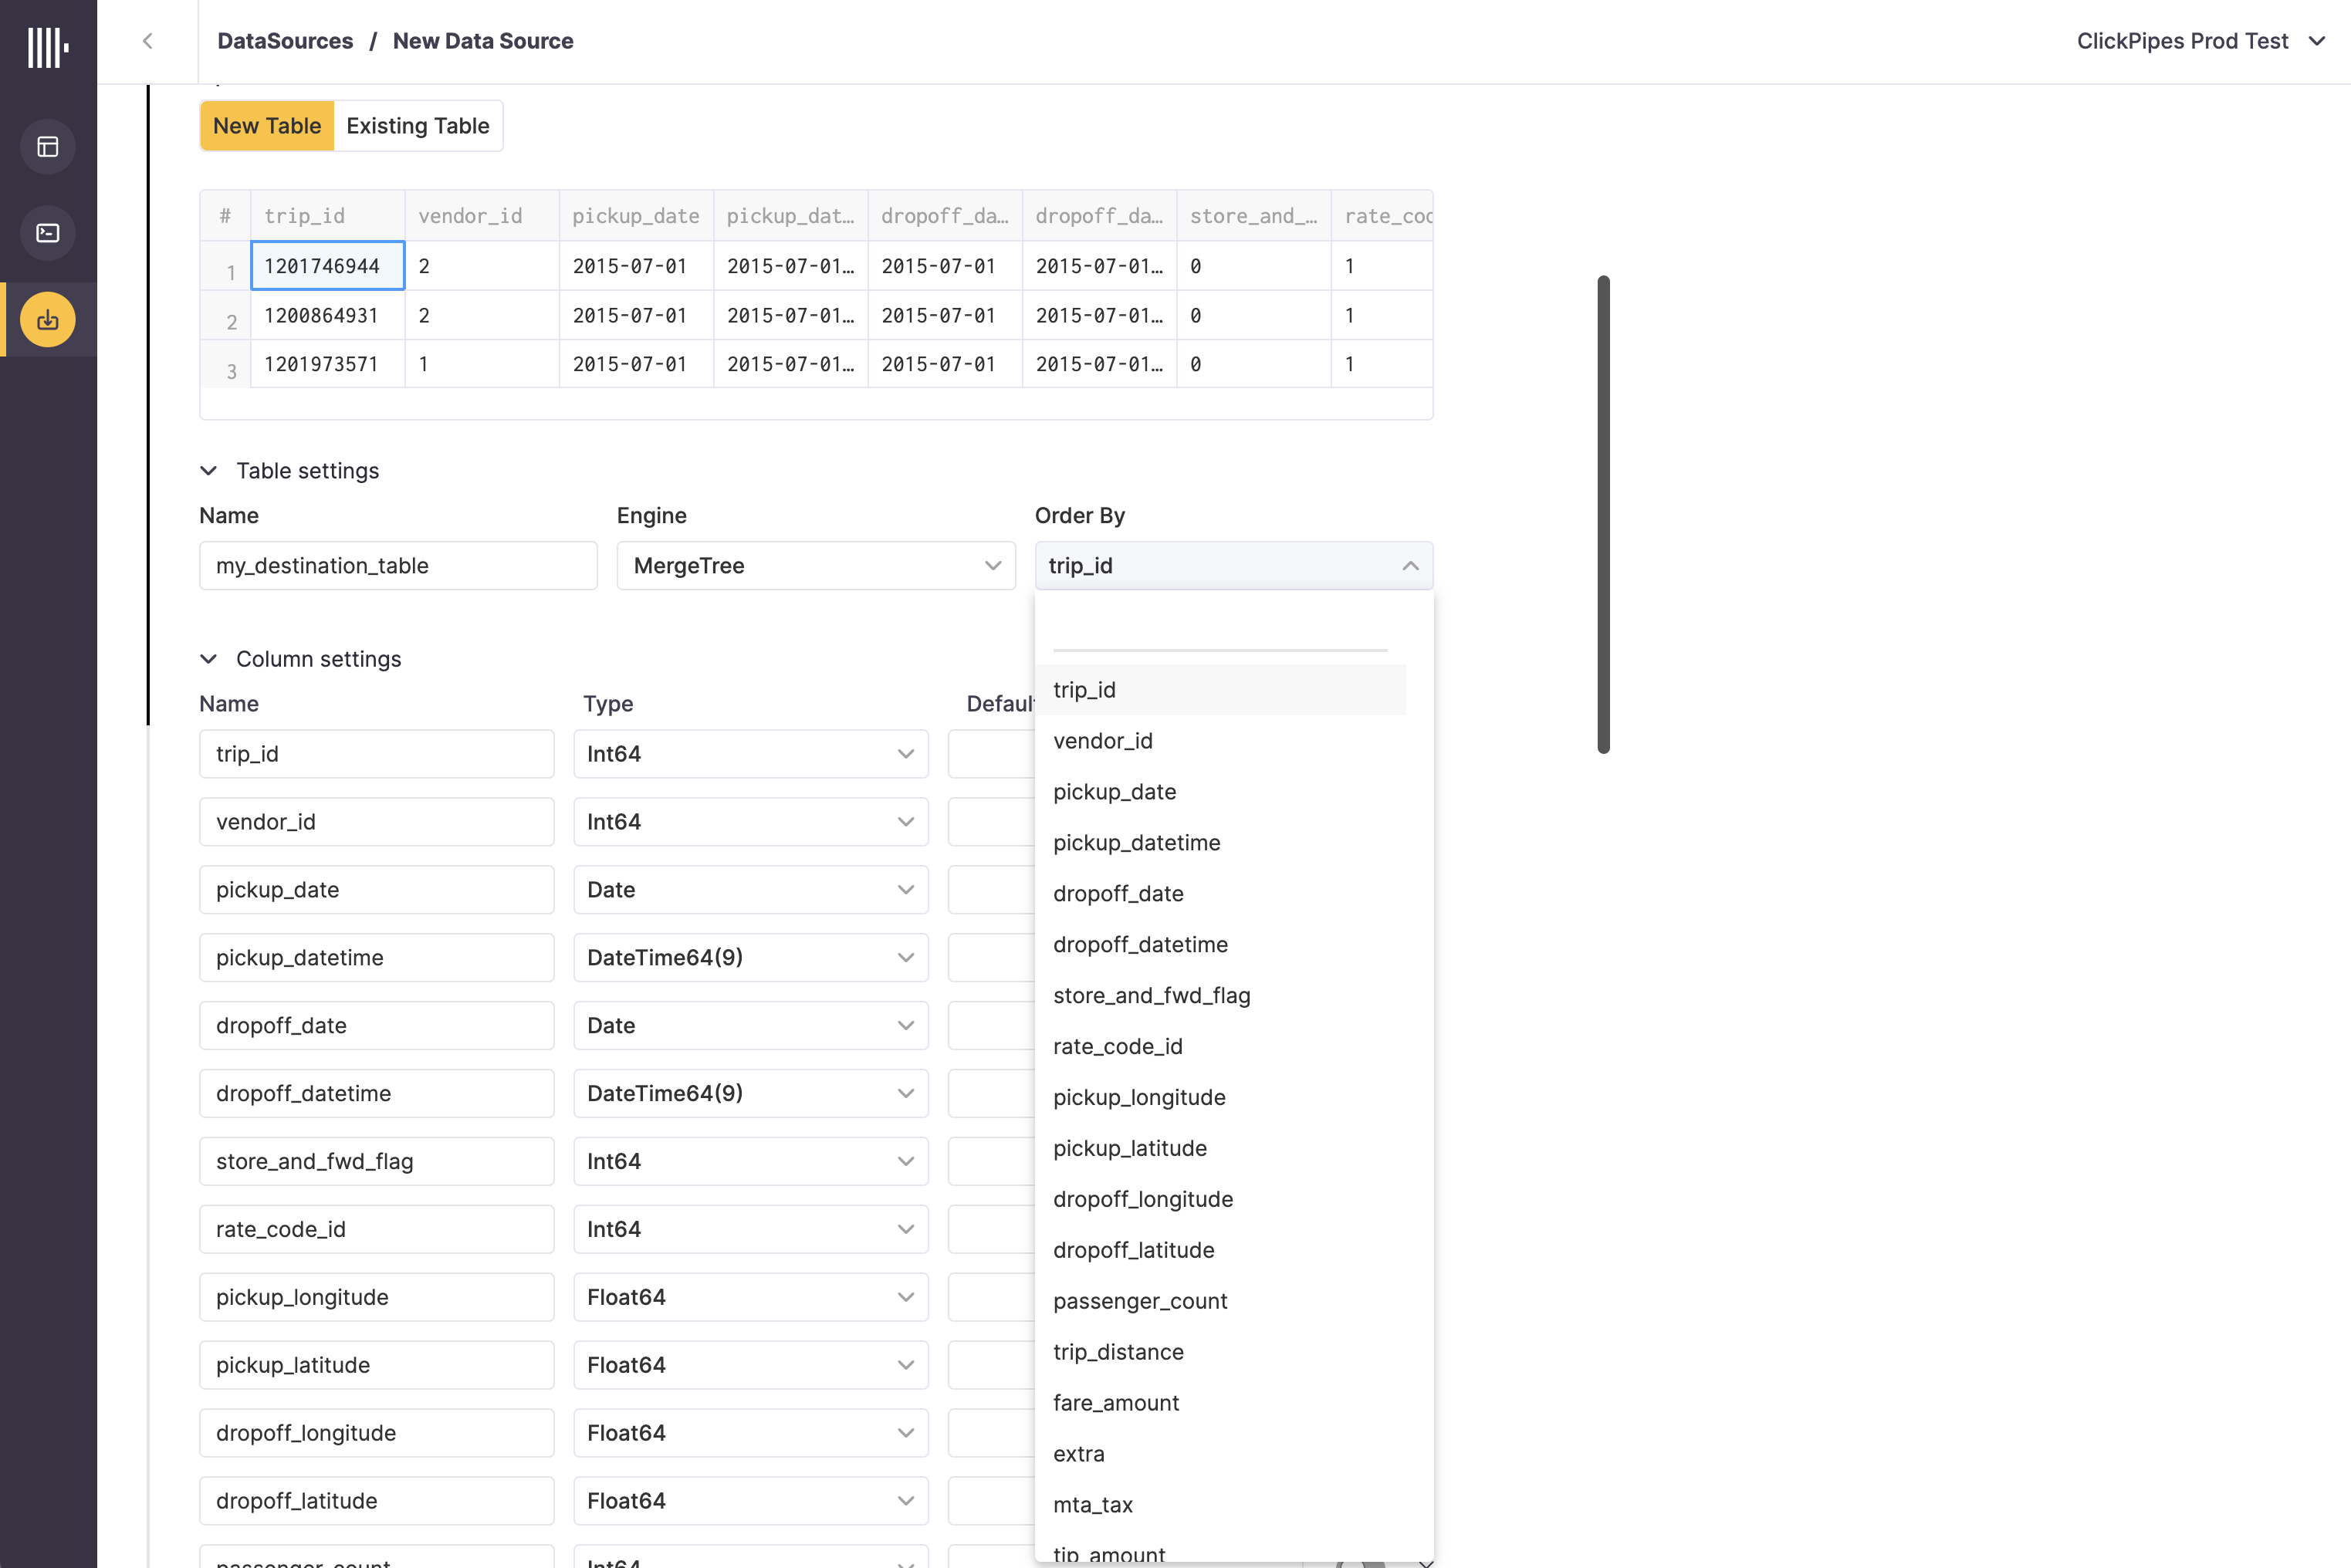 DataSources / New Data Source
ClickPipes Prod Test
New Table Existing Table
# trip_id vendor_id pickup_date pickup_dat… dropoff_da… dropoff_da… store_and_… rate_cod
1 1201746944 2 2015-07-01 2015-07-01… 2015-07-01 2015-07-01… 0 1
2 1200864931 2 2015-07-01 2015-07-01… 2015-07-01 2015-07-01… 0 1
3 1201973571 1 2015-07-01 2015-07-01… 2015-07-01 2015-07-01… 0 1
Table settings
Name Engine Order By
my_destination_table MergeTree trip_id
Column settings
Name Type Default
trip_id Int64
vendor_id Int64
pickup_date Date
pickup_datetime DateTime64(9)
dropoff_date Date
dropoff_datetime DateTime64(9)
store_and_fwd_flag Int64
rate_code_id Int64
pickup_longitude Float64
pickup_latitude Float64
dropoff_longitude Float64
dropoff_latitude Float64
passenger_count Int64
trip_id
vendor_id
pickup_date
pickup_datetime
dropoff_date
dropoff_datetime
store_and_fwd_flag
rate_code_id
pickup_longitude
pickup_latitude
dropoff_longitude
dropoff_latitude
passenger_count
trip_distance
fare_amount
extra
mta_tax
tip_amount